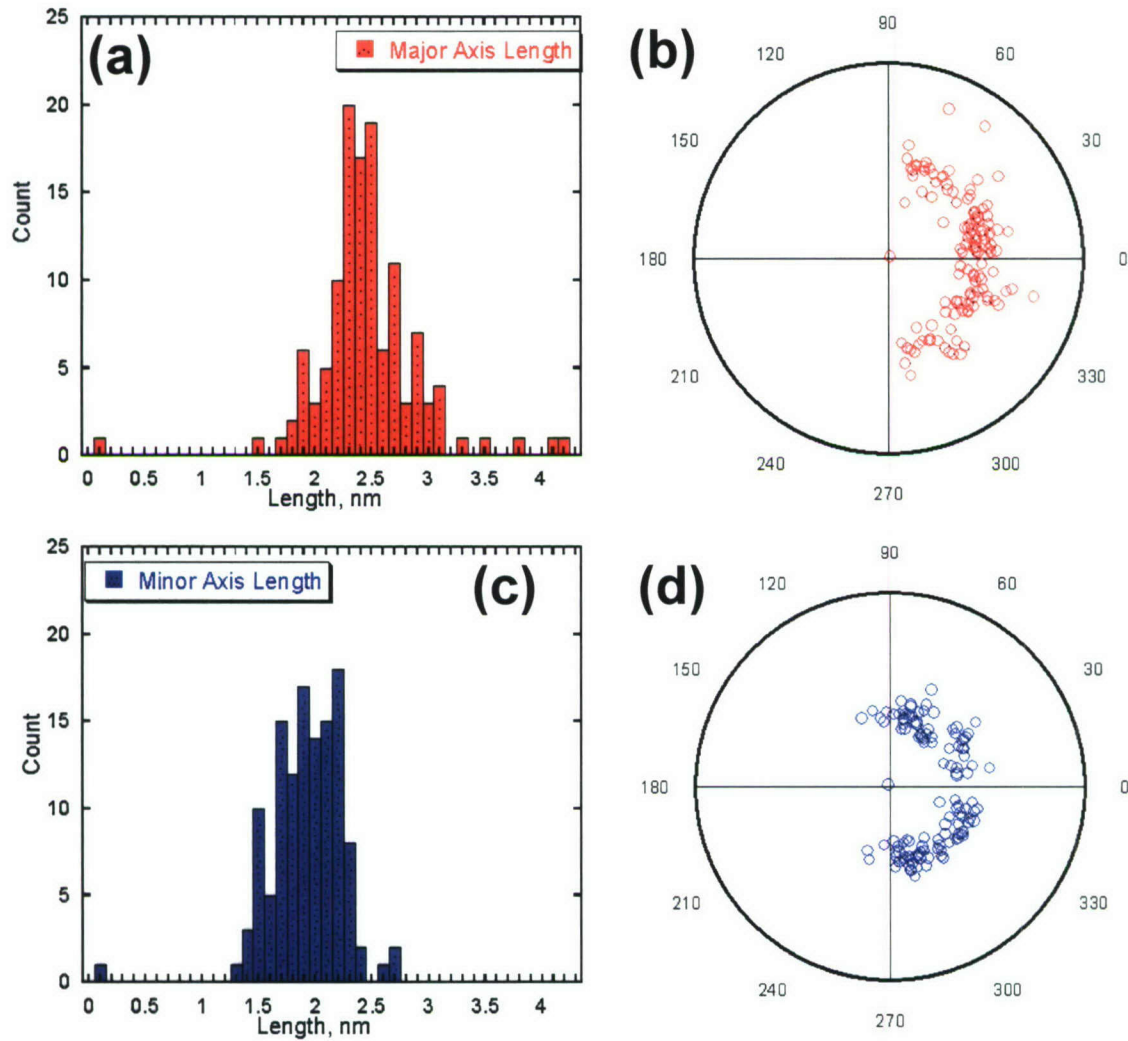 (a)
Major Axis Length
25
20
15
10
5
0
Count
0 0.5 1 1.5 2 2.5 3 3.5 4
Length, nm
(b)
90
120 60
150 30
180 0
210 330
240 300
270
(c)
Minor Axis Length
25
20
15
10
5
0
Count
0 0.5 1 1.5 2 2.5 3 3.5 4
Length, nm
(d)
90
120 60
150 30
180 0
210 330
240 300
270